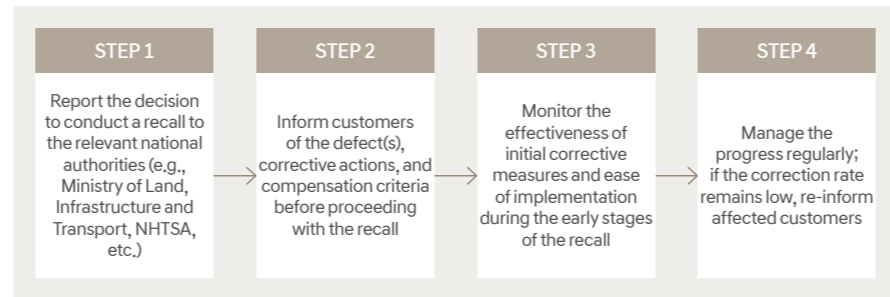 STEP 1
Report the decision
to conduct a recall to
the relevant national
authorities (e.g.,
Ministry of Land,
Infrastructure and
Transport, NHTSA,
etc.)
STEP 2
Inform customers
of the defect(s),
corrective actions, and
compensation criteria
before proceeding
with the recall
STEP 3
Monitor the
effectiveness of
initial corrective
measures and ease
of implementation
during the early stages
of the recall
STEP 4
Manage the
progress regularly;
if the correction rate
remains low, re-inform
affected customers